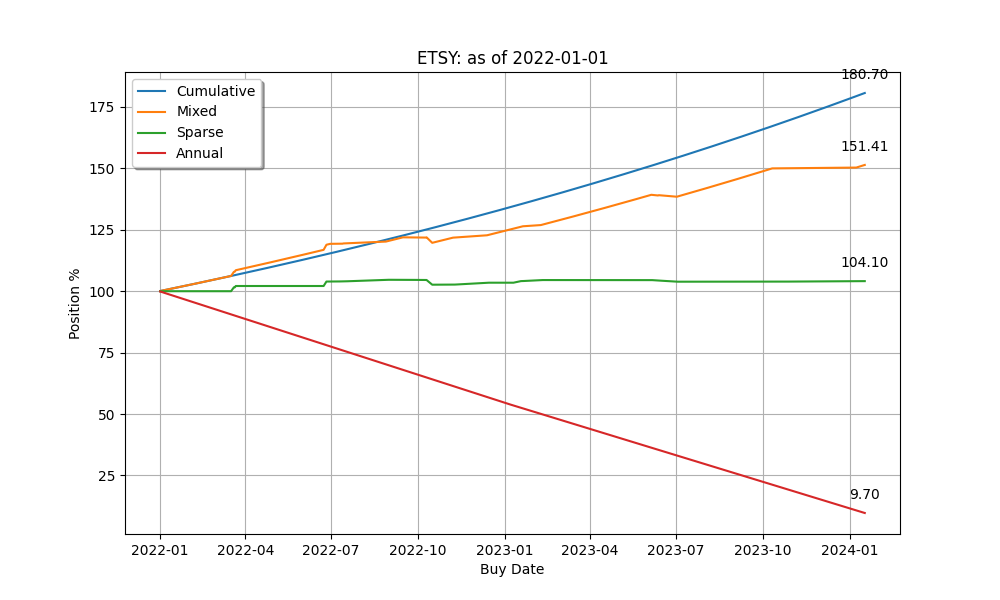 ETSY: as of 2022-01-01
Cumulative
Mixed
Sparse
Annual
180.70
151.41
104.10
9.70
Position %
175
150
125
100
75
50
25
2022-01 2022-04 2022-07 2022-10 2023-01 2023-04 2023-07 2023-10 2024-01
Buy Date